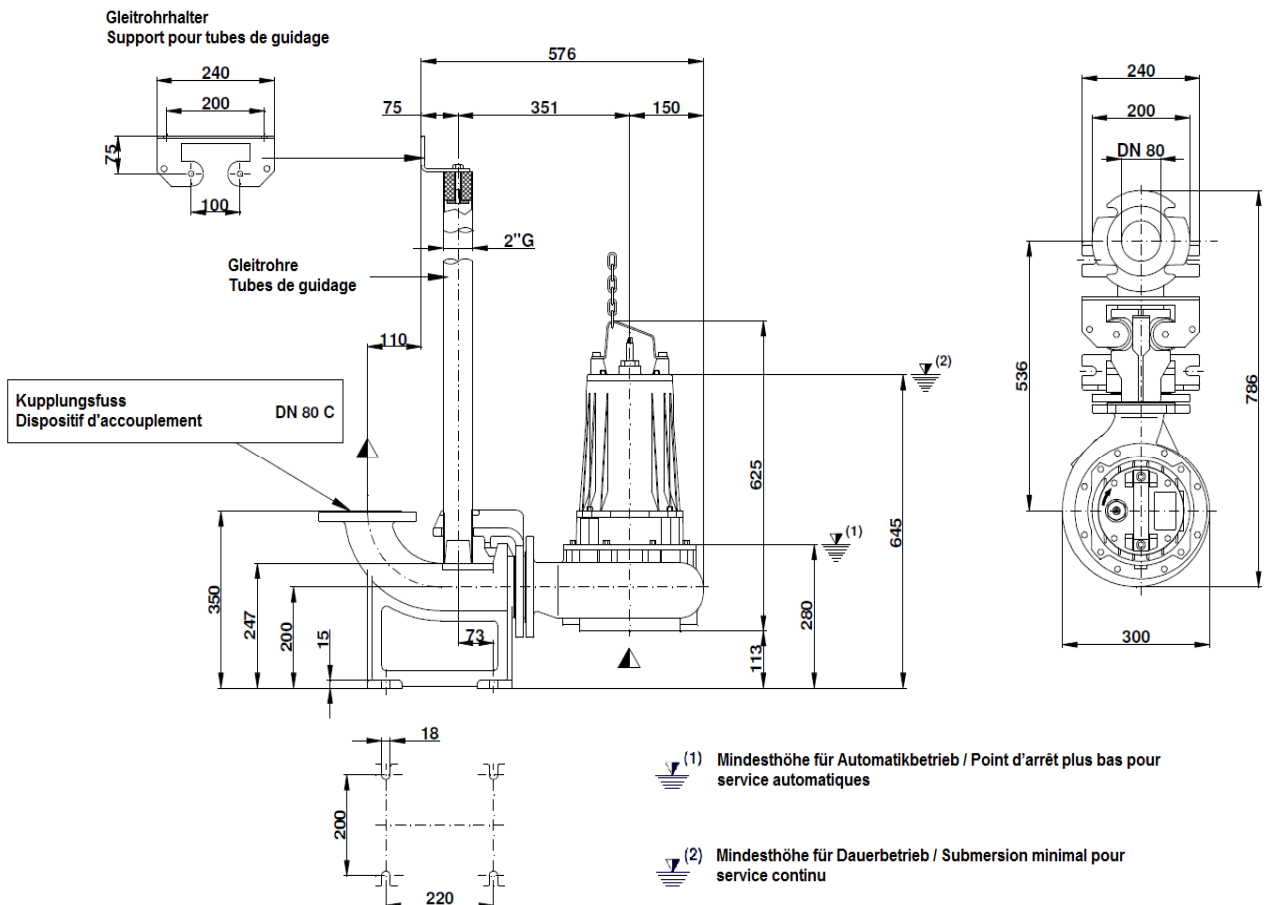 Gleitrohrhalter
Support pour tubes de guidage
240
200
75
100
576
75
351
150
2"G
Gleitrohre
Tubes de guidage
110
Kupplungsfuss
Dispositif d'accouplement
DN 80 C
350
247
200
15
73
625
113
280
645
(2)
(1)
240
200
DN 80
536
786
300
18
200
220
(1) Mindesthöhe für Automatikbetrieb / Point d'arrêt plus bas pour
service automatiques
(2) Mindesthöhe für Dauerbetrieb / Submersion minimal pour
service continu